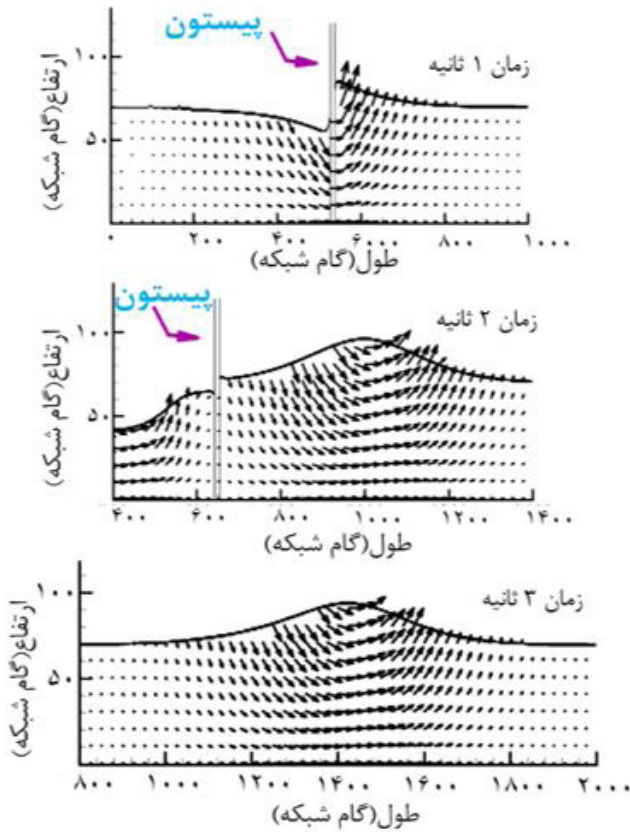 پیستون
زمان ۱ ثانیه
ارتفاع(گام شبکه)
۱۰۰
۵۰
۰ ۲۰۰ ۴۰۰ ۶۰۰۰ ۸۰۰ ۱۰۰۰
طول(گام شبکه)
پیستون
زمان ۲ ثانیه
ارتفاع(گام شبکه)
۱۰۰
۵۰
۴۰۰ ۶۰۰ ۸۰۰ ۱۰۰۰ ۱۲۰۰ ۱۴۰۰
طول(گام شبکه)
زمان ۳ ثانیه
ارتفاع(گام شبکه)
۱۰۰
۵۰
۸۰۰ ۱۰۰۰ ۱۲۰۰ ۱۴۰۰ ۱۶۰۰ ۱۸۰۰ ۲۰۰۰
طول(گام شبکه)